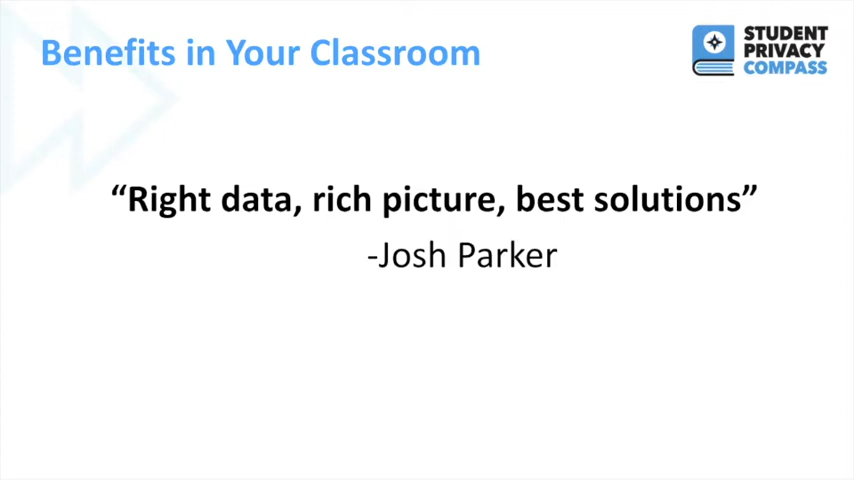 Benefits in Your Classroom
STUDENT
PRIVACY
COMPASS
“Right data, rich picture, best solutions”
-Josh Parker